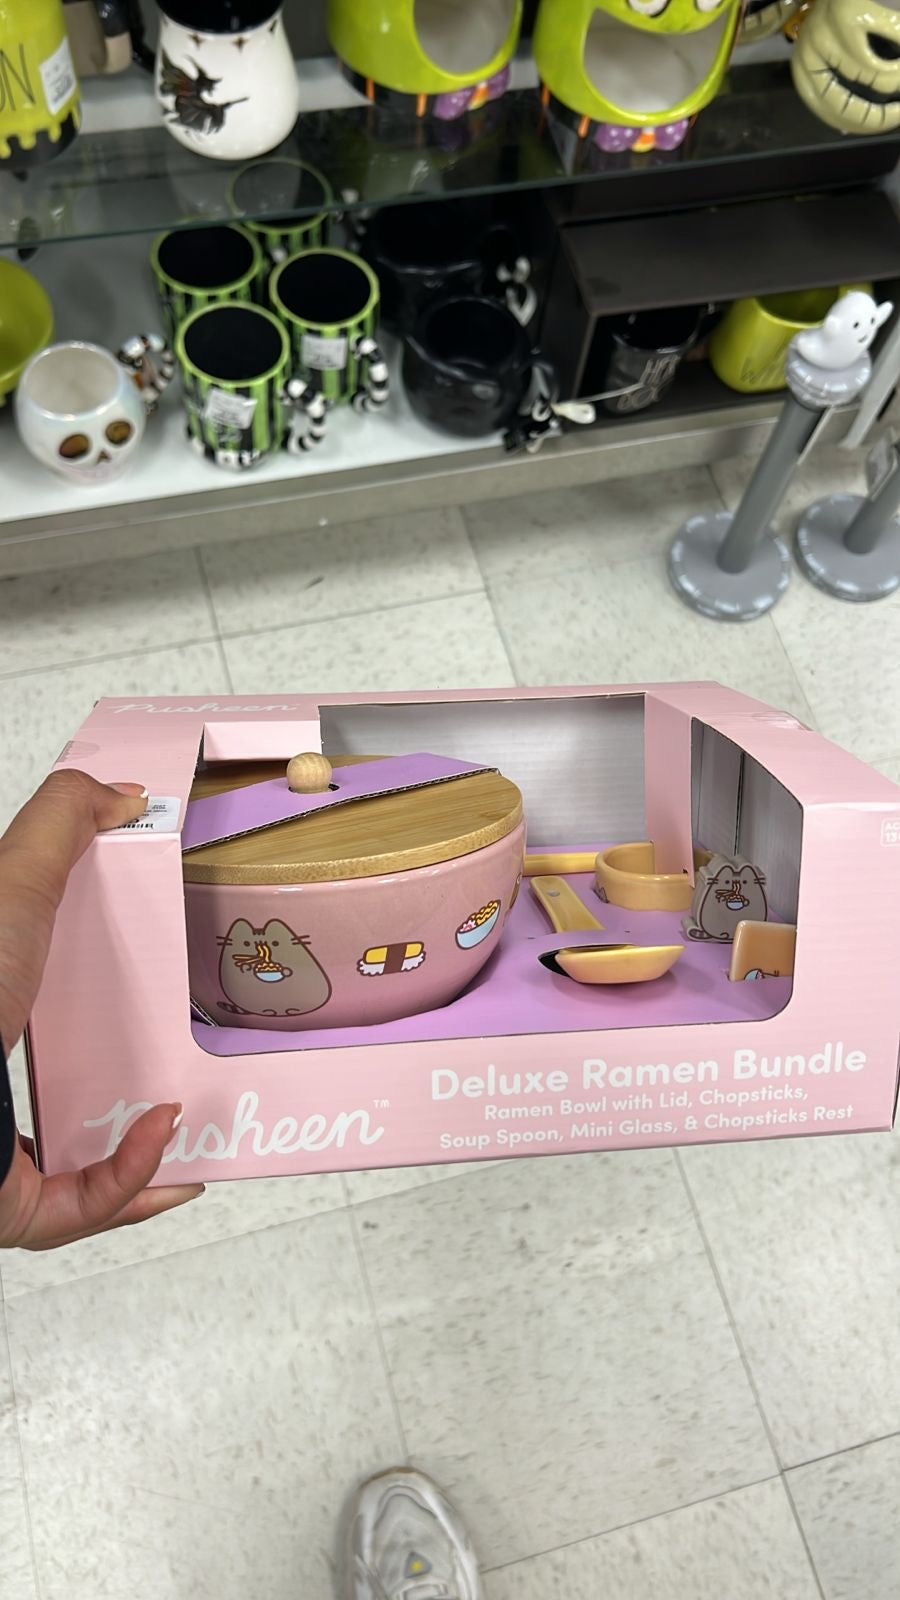 Pusheen
Pusheen™
Deluxe Ramen Bundle
Ramen Bowl with Lid, Chopsticks,
Soup Spoon, Mini Glass, & Chopsticks Rest